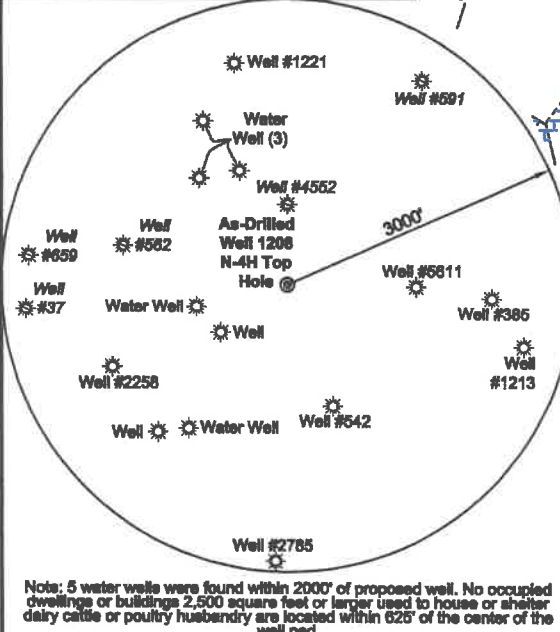 Well #1221
Well #591
Water
Well (3)
Well #4552
As-Drilled
Well 1208
N-4H Top
Hole
3000'
Well
#659
Well
#562
Well
#37
Water Well
Well
Well #5611
Well #385
Well
#1213
Well #2258
Well
Water Well
Well #542
Well #2785
Note: 5 water wells were found within 2000' of proposed well. No occupied
dwellings or buildings 2,500 square feet or larger used to house or shelter
dairy cattle or poultry husbandry are located within 625' of the center of the
well pad.